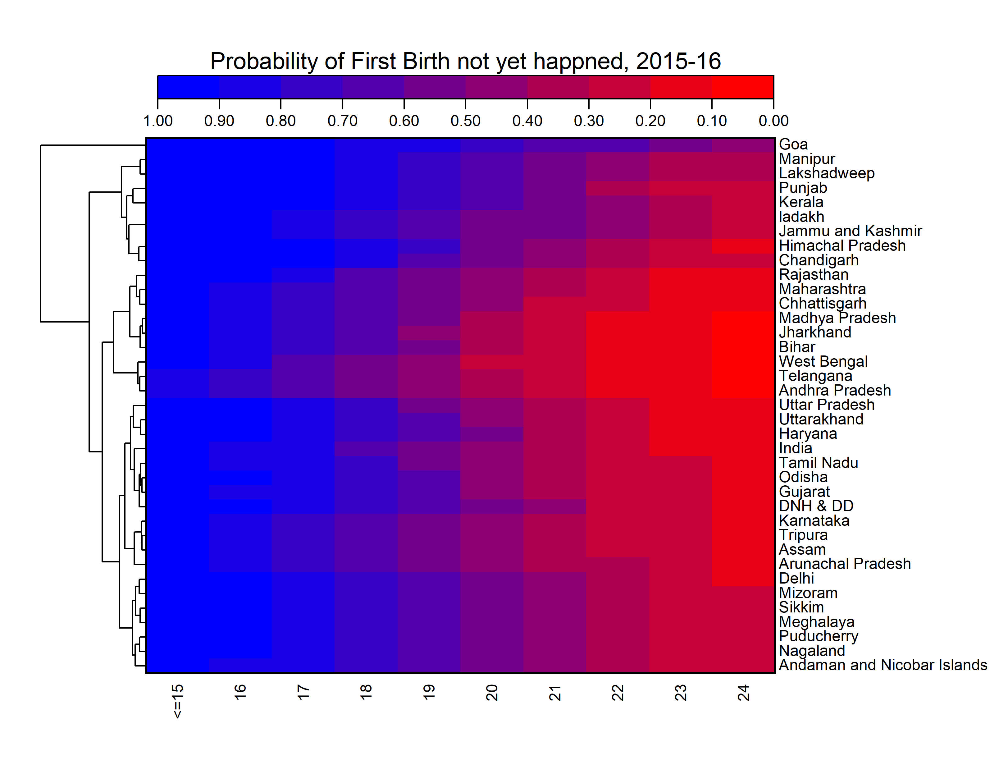 Probability of First Birth not yet happned, 2015-16
1.00 0.90 0.80 0.70 0.60 0.50 0.40 0.30 0.20 0.10 0.00
Goa
Manipur
Lakshadweep
Punjab
Kerala
ladakh
Jammu and Kashmir
Himachal Pradesh
Chandigarh
Rajasthan
Maharashtra
Chhattisgarh
Madhya Pradesh
Jharkhand
Bihar
West Bengal
Telangana
Andhra Pradesh
Uttar Pradesh
Uttarakhand
Haryana
India
Tamil Nadu
Odisha
Gujarat
DNH & DD
Karnataka
Tripura
Assam
Arunachal Pradesh
Delhi
Mizoram
Sikkim
Meghalaya
Puducherry
Nagaland
Andaman and Nicobar Islands
<=15 16 17 18 19 20 21 22 23 24